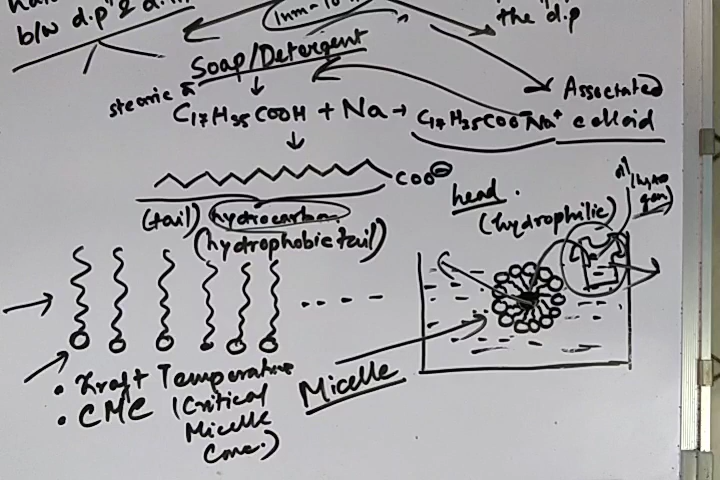 b/w d.p" & d.m
1nm - 10
the "d.p
Soap/Detergent
stearic
Associated
C17H35COOH + Na → C17H35COO⁻Na⁺ colloid
COO⊖
head.
(tail) hydrocarbon
(hydrophobic tail)
(hydrophilic)
oil
• Kraft Temperature
• CMC (Critical
Micelle
Conc.)
Micelle